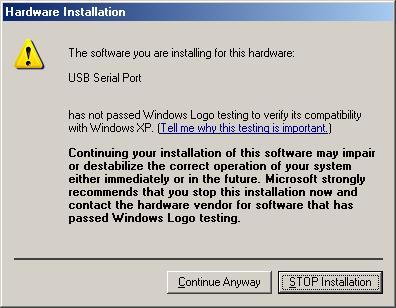 Hardware Installation
The software you are installing for this hardware:
USB Serial Port
has not passed Windows Logo testing to verify its compatibility
with Windows XP. (Tell me why this testing is important.)
Continuing your installation of this software may impair
or destabilize the correct operation of your system
either immediately or in the future. Microsoft strongly
recommends that you stop this installation now and
contact the hardware vendor for software that has
passed Windows Logo testing.
Continue Anyway
STOP Installation